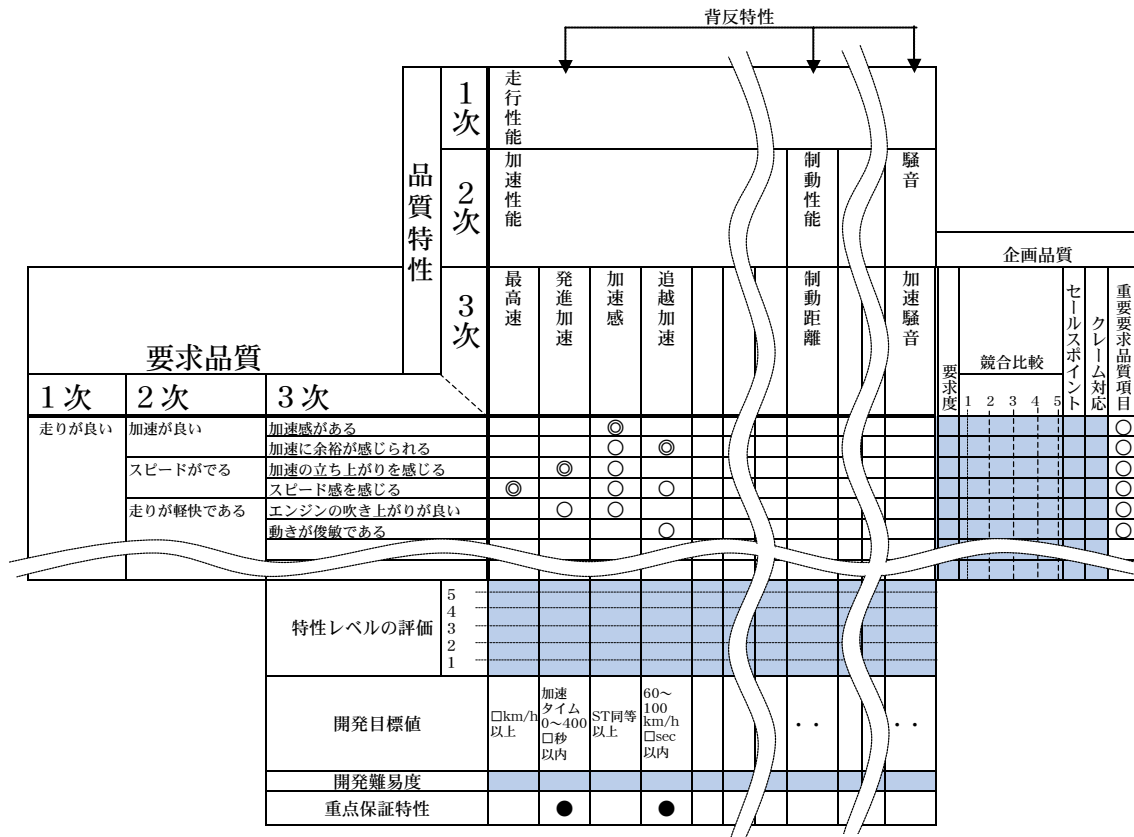 背反特性
品質特性
1次
走行性能
2次
加速性能
制動性能
騒音
3次
最高速
発進加速
加速感
追越加速
制動距離
加速騒音
企画品質
要求度
競合比較
1 2 3 4 5
セールスポイント
クレーム対応
重要要求品質項目
要求品質
1次 2次 3次
走りが良い 加速が良い 加速感がある ◎ ○
加速に余裕が感じられる ○ ◎ ○
スピードがでる 加速の立ち上がりを感じる ◎ ○ ○
スピード感を感じる ◎ ○ ○ ○
走りが軽快である エンジンの吹き上がりが良い ○ ○ ○
動きが俊敏である ○ ○
特性レベルの評価
5
4
3
2
1
開発目標値
□km/h
以上
加速
タイム
0～400
□秒
以内
ST同等
以上
60～
100
km/h
□sec
以内
・・
・・
開発難易度
重点保証特性 ● ●